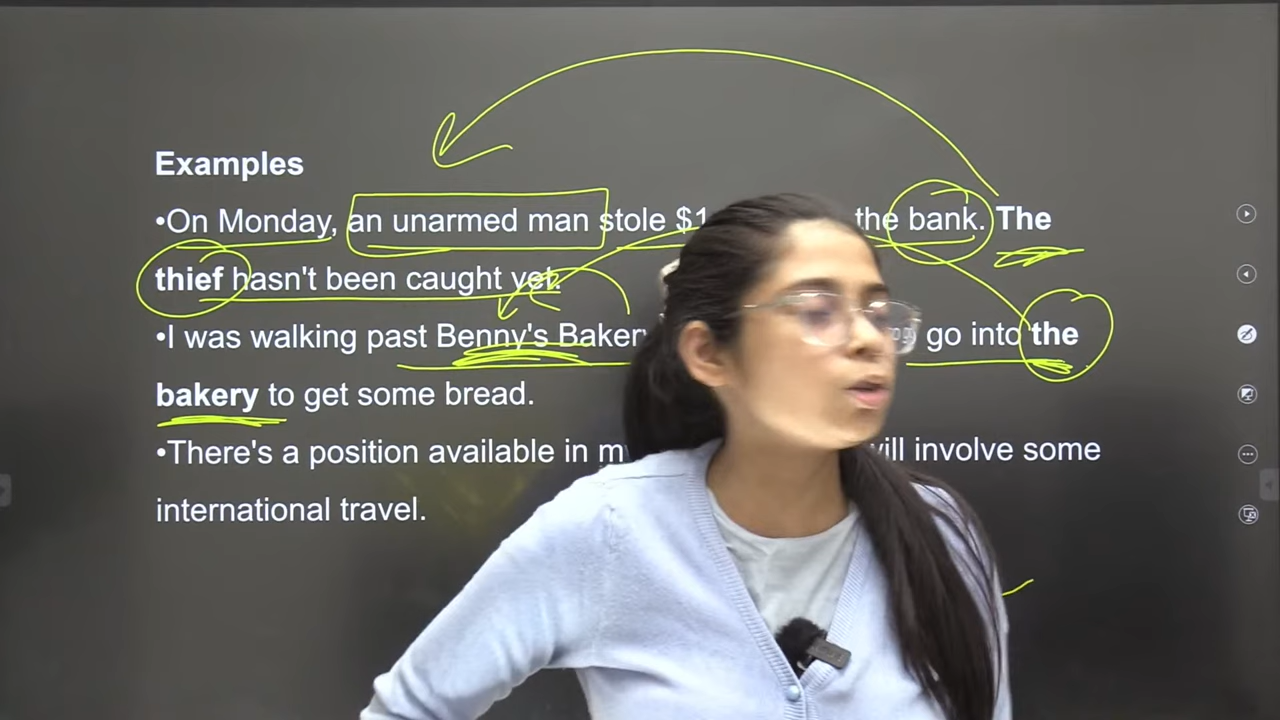 Examples
•On Monday, an unarmed man stole $1 the bank. The
thief hasn't been caught yet.
•I was walking past Benny's Bakery go into the
bakery to get some bread.
•There's a position available in will involve some
international travel.